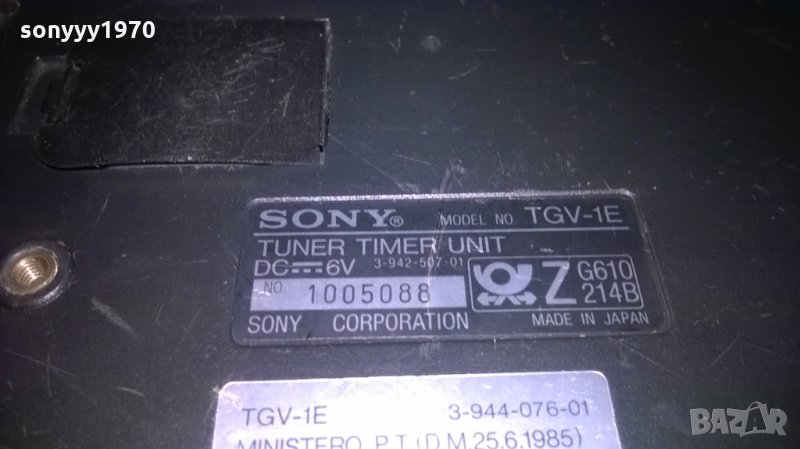 sonyyy1970
SONY® MODEL NO. TGV-1E
TUNER TIMER UNIT
DC 6V 3-942-507-01
NO. 1005088
Z G610
214B
SONY CORPORATION MADE IN JAPAN
TGV-1E 3-944-076-01
MINISTERO P.T.(D.M.25.6.1985)
BAZAR